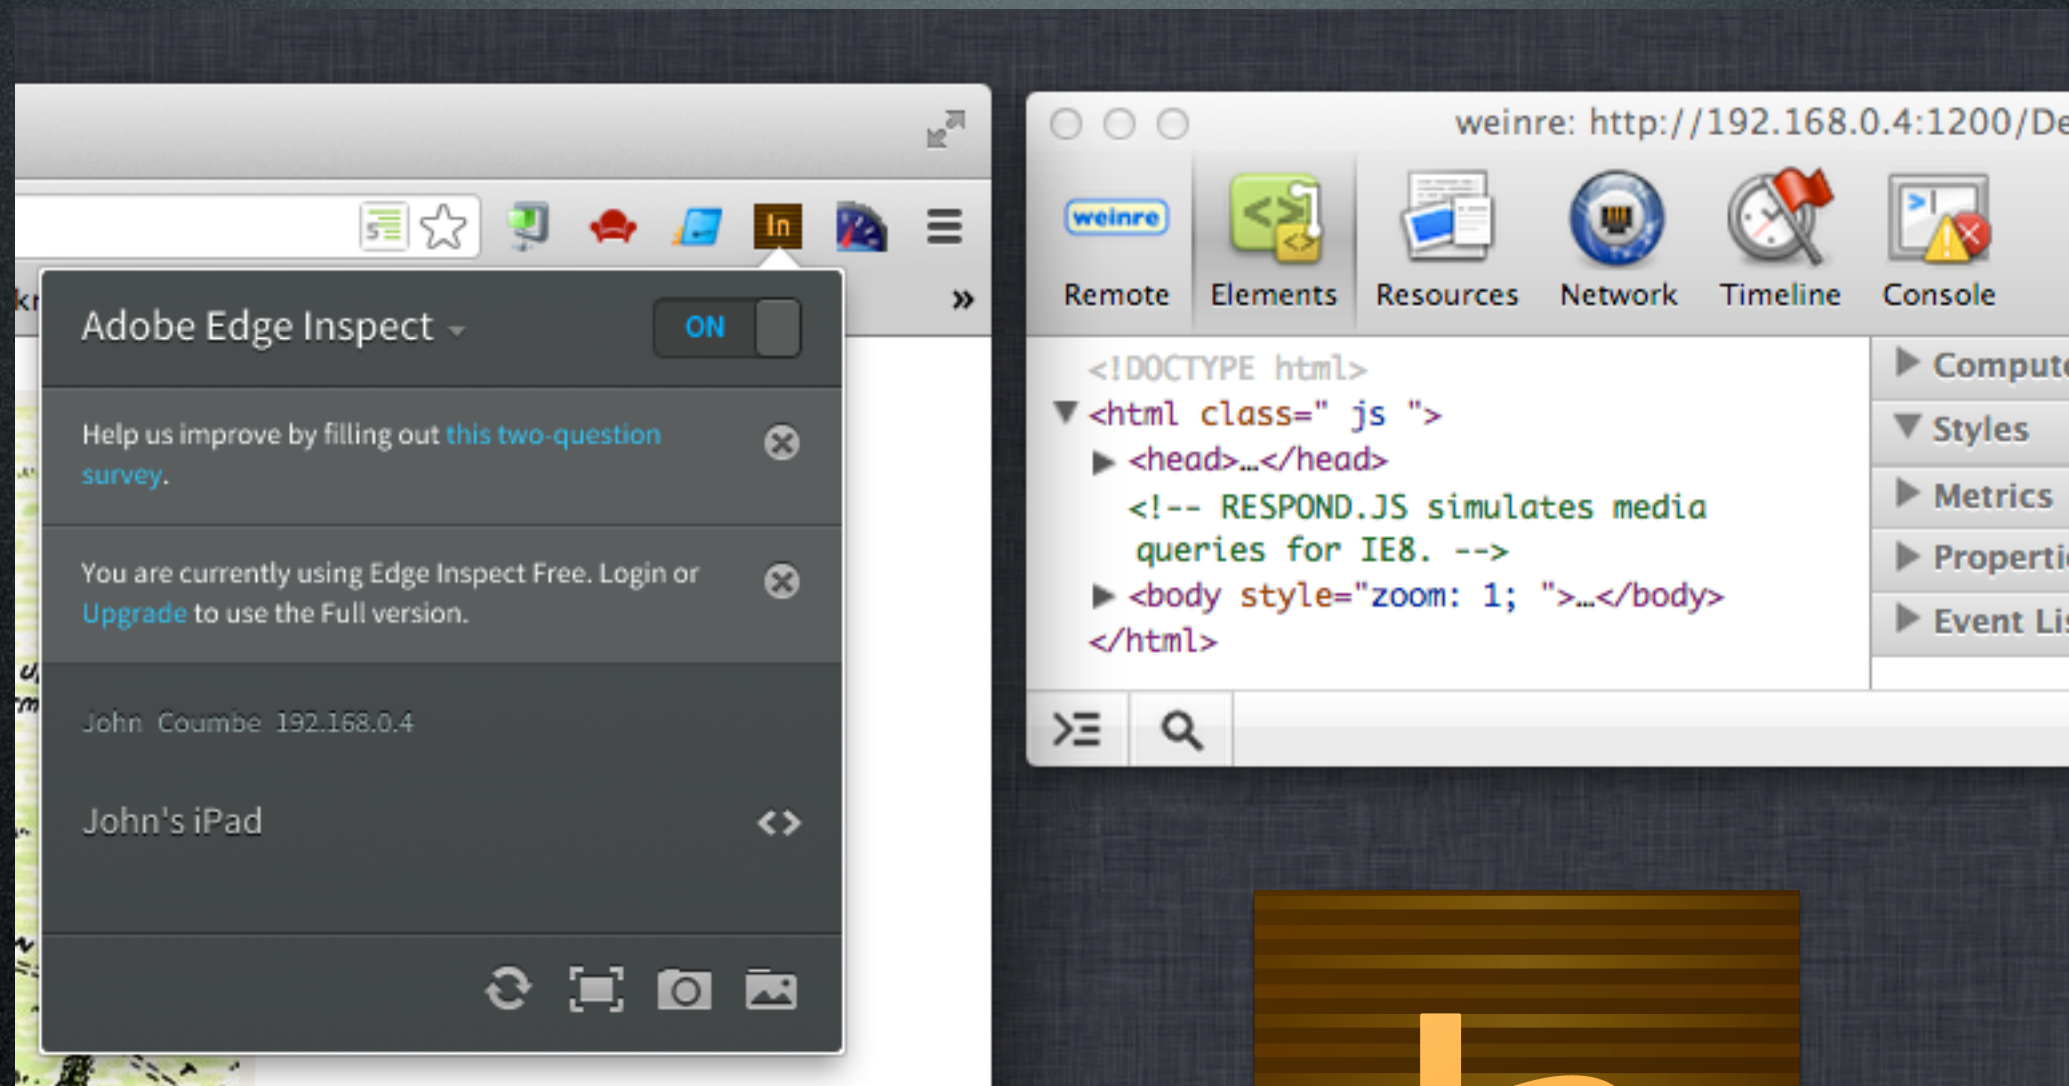 weinre: http://192.168.0.4:1200/De
S
In
weinre
Remote
Elements
Resources
Network
Timeline
Console
»
Adobe Edge Inspect
ON
Help us improve by filling out this two-question
survey.
You are currently using Edge Inspect Free. Login or
Upgrade to use the Full version.
John Coumbe 192.168.0.4
John's iPad
<!DOCTYPE html>
<html class=" js ">
<head>…</head>
<!-- RESPOND.JS simulates media
queries for IE8. -->
<body style="zoom: 1; ">…</body>
</html>
Compute
Styles
Metrics
Properti
Event Lis